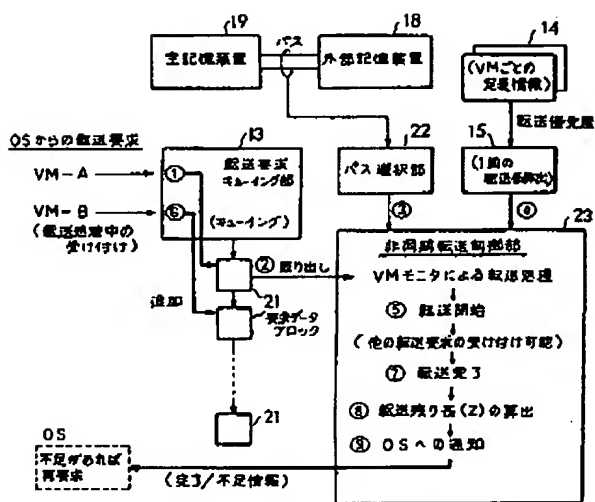 19
パス
18
14
主記憶装置
外部記憶装置
(VMごとの
定義情報)
転送優先度
OSからの転送要求
13
22
15
VM-A
①
転送要求
キューイング部
パス選択部
(1回の
転送長算出)
VM-B
⑥
(キューイング)
③
④
23
(転送処理中の
受け付け)
非同期転送制御部
② 取り出し
VMモニタによる転送処理
21
追加
要求データ
ブロック
⑤ 転送開始
(他の転送要求の受け付け可能)
⑦ 転送完了
21
⑧ 転送残り長(Z)の算出
⑨ OSへの通知
OS
不足があれば
再要求
(完了/不足情報)